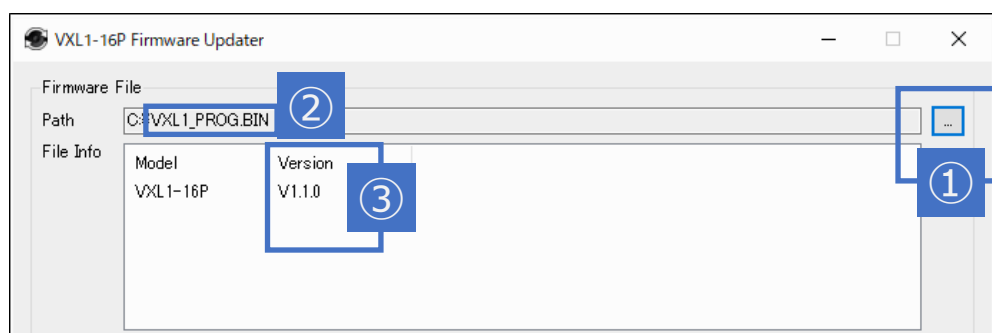 VXL1-16P Firmware Updater
Firmware File
Path C:¥VXL1_PROG.BIN ② ...
File Info
Model Version ①
VXL1-16P V1.1.0 ③